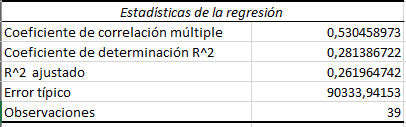 Estadísticas de la regresión
Coeficiente de correlación múltiple 0,530458973
Coeficiente de determinación R^2 0,281386722
R^2 ajustado 0,261964742
Error típico 90333,94153
Observaciones 39